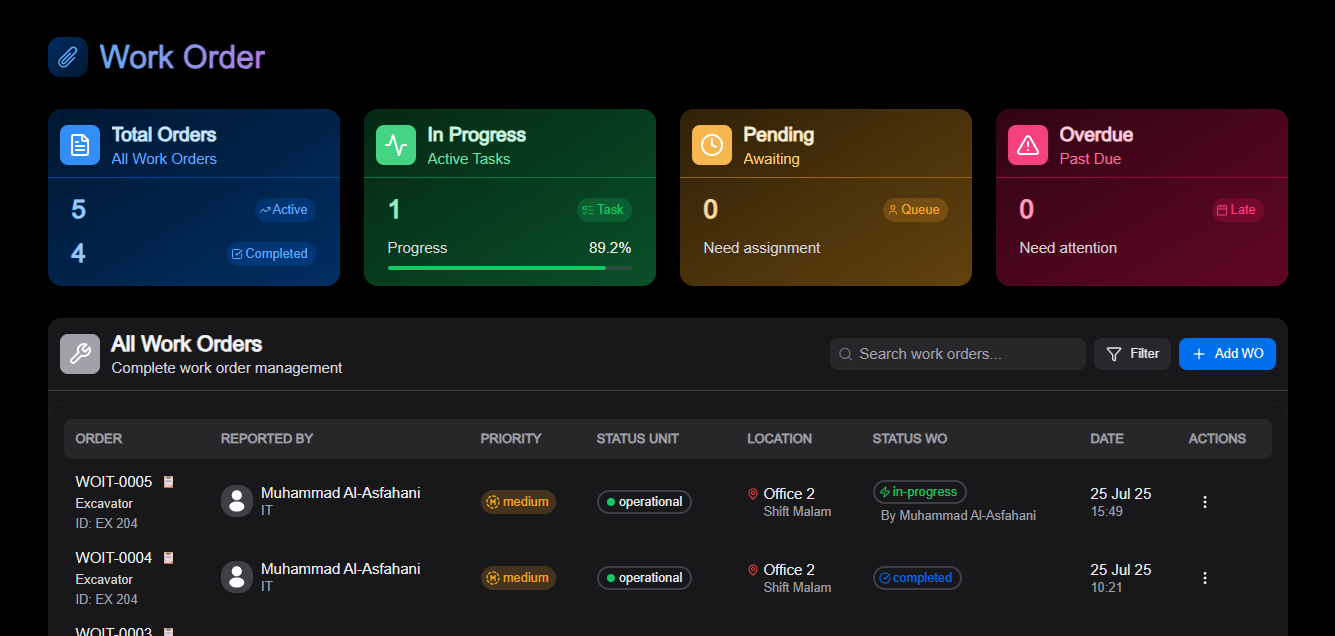 Work Order
Total Orders
All Work Orders
5
Active
4
Completed
In Progress
Active Tasks
1
Task
Progress
89.2%
Pending
Awaiting
0
Queue
Need assignment
Overdue
Past Due
0
Late
Need attention
All Work Orders
Complete work order management
Search work orders...
Filter
Add WO
ORDER REPORTED BY PRIORITY STATUS UNIT LOCATION STATUS WO DATE ACTIONS
WOIT-0005
Excavator
ID: EX 204
Muhammad Al-Asfahani
IT
M medium
operational
Office 2
Shift Malam
in-progress
By Muhammad Al-Asfahani
25 Jul 25
15:49
WOIT-0004
Excavator
ID: EX 204
Muhammad Al-Asfahani
IT
M medium
operational
Office 2
Shift Malam
completed
25 Jul 25
10:21
WOIT-0003